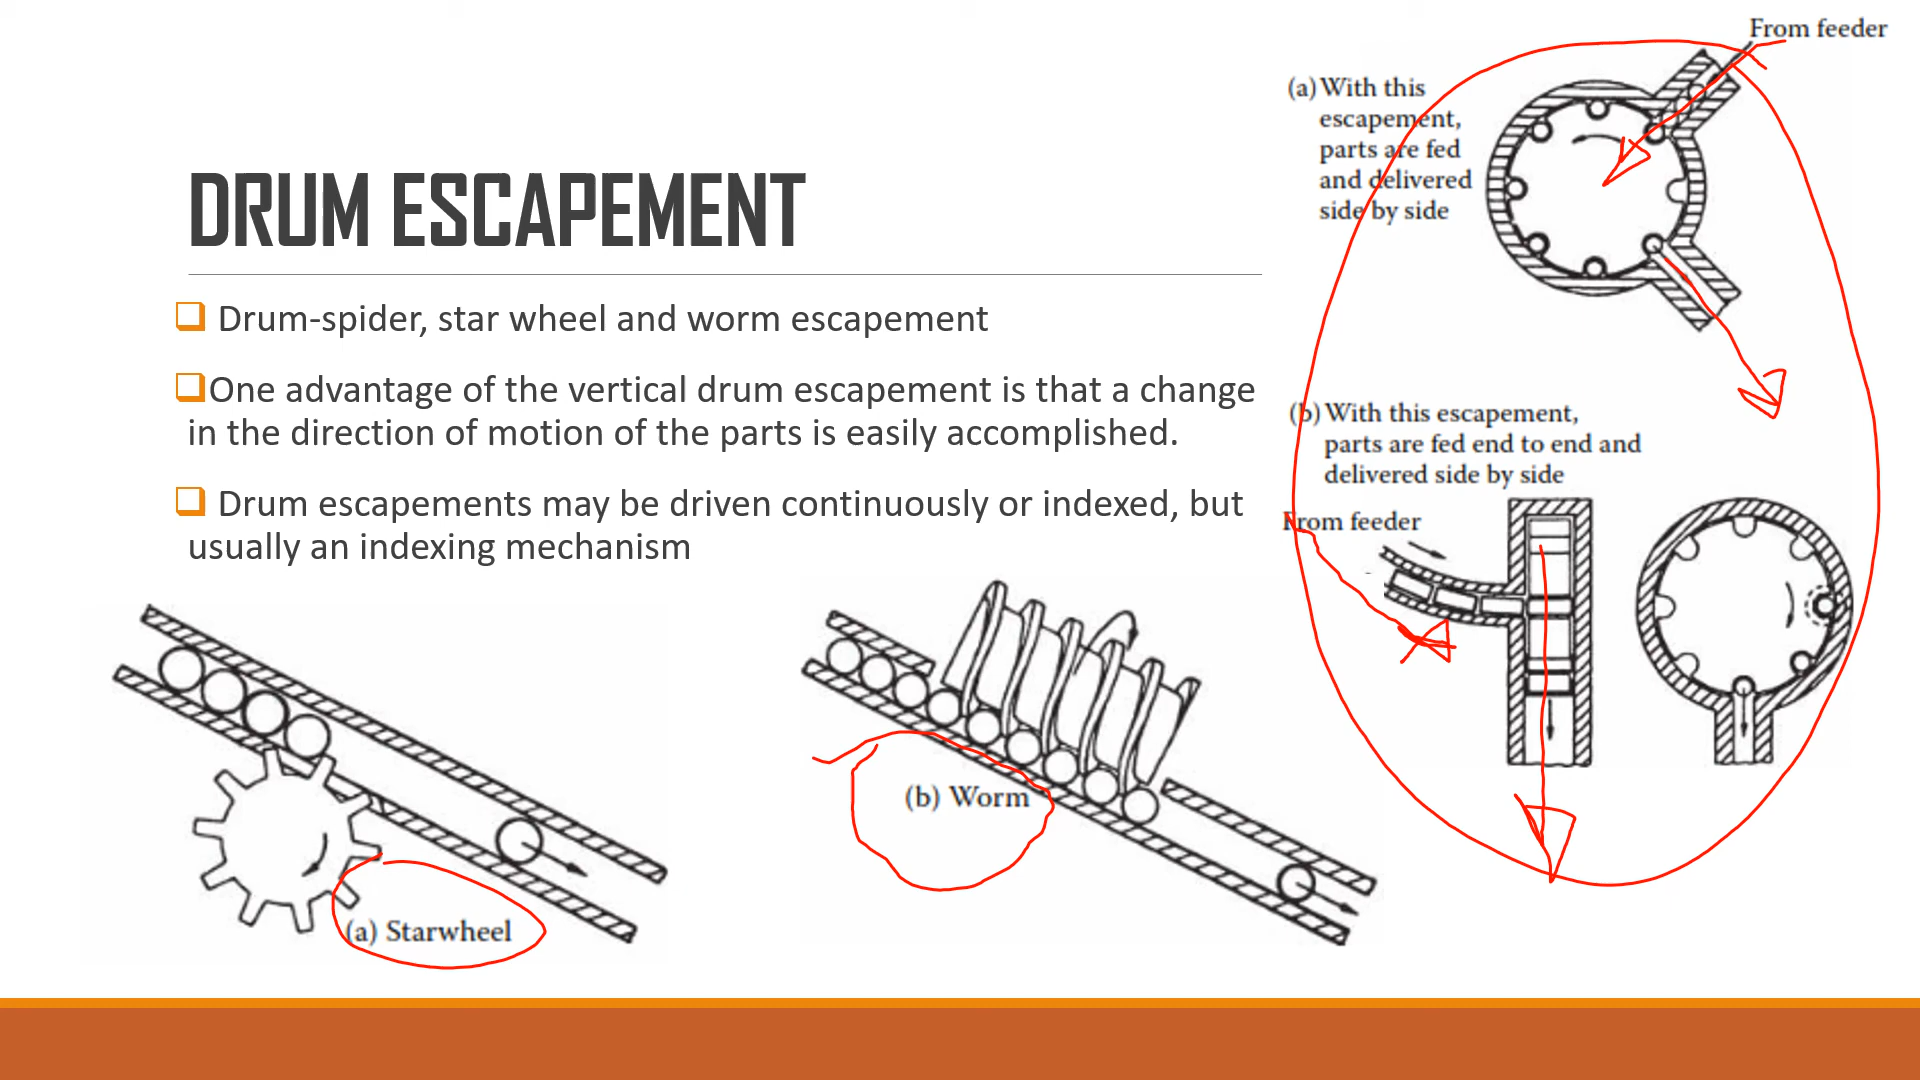 DRUM ESCAPEMENT
Drum-spider, star wheel and worm escapement
One advantage of the vertical drum escapement is that a change
in the direction of motion of the parts is easily accomplished.
Drum escapements may be driven continuously or indexed, but
usually an indexing mechanism
(a) Starwheel
(b) Worm
From feeder
(a) With this
escapement,
parts are fed
and delivered
side by side
(b) With this escapement,
parts are fed end to end and
delivered side by side
From feeder